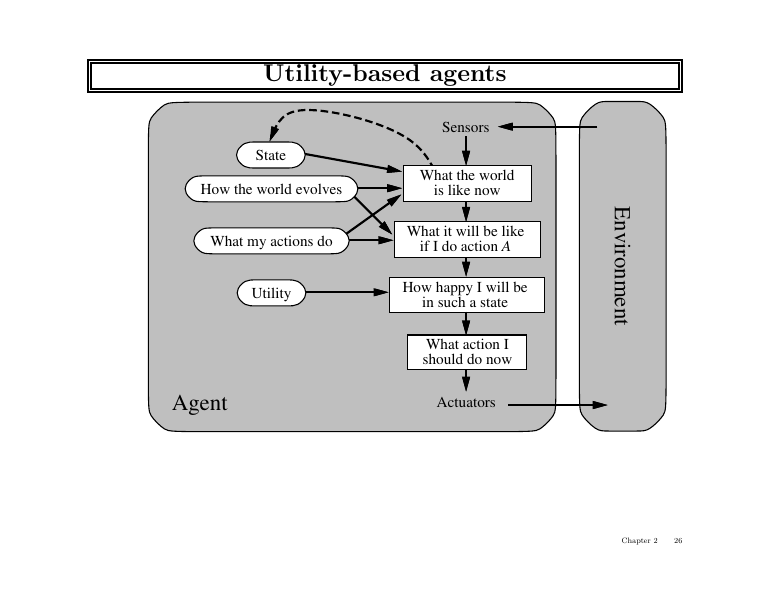 Utility-based agents
Sensors
State
What the world
is like now
How the world evolves
What my actions do
What it will be like
if I do action A
Utility
How happy I will be
in such a state
What action I
should do now
Agent
Actuators
Environment
Chapter 2 26